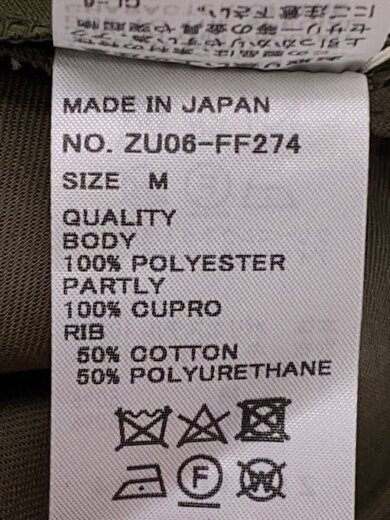 MADE IN JAPAN
NO. ZU06-FF274
SIZE M
QUALITY
BODY
100% POLYESTER
PARTLY
100% CUPRO
RIB
50% COTTON
50% POLYURETHANE
F
W